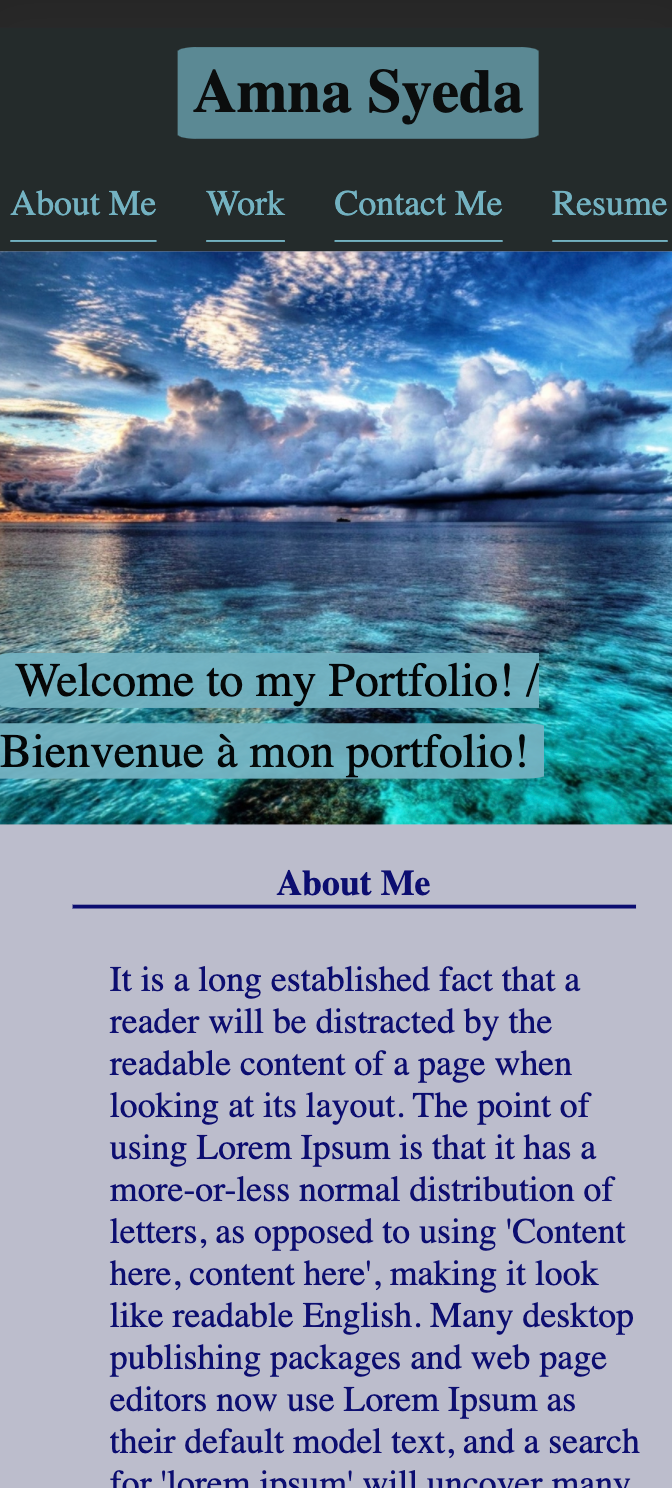 Amna Syeda
About Me Work Contact Me Resume
Welcome to my Portfolio! /
Bienvenue à mon portfolio!
About Me
It is a long established fact that a
reader will be distracted by the
readable content of a page when
looking at its layout. The point of
using Lorem Ipsum is that it has a
more-or-less normal distribution of
letters, as opposed to using 'Content
here, content here', making it look
like readable English. Many desktop
publishing packages and web page
editors now use Lorem Ipsum as
their default model text, and a search
for 'lorem ipsum' will uncover many